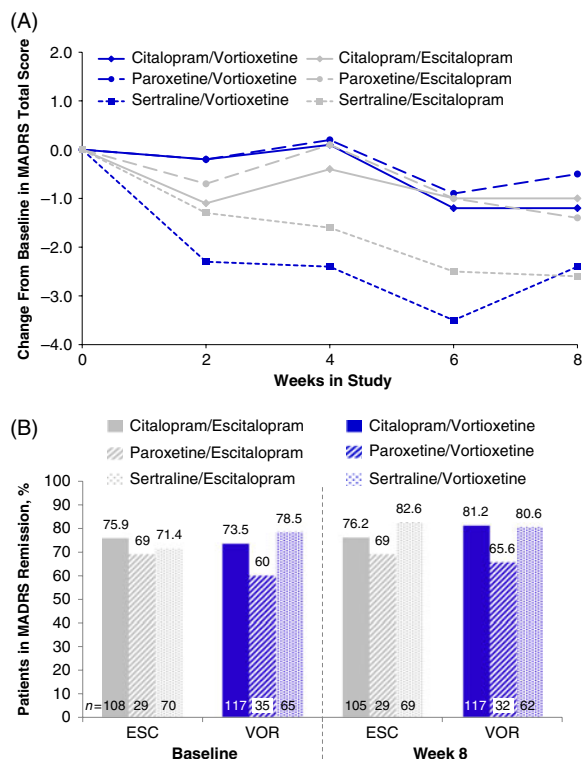 (A)
Change From Baseline in MADRS Total Score
2.0
1.0
0.0
−1.0
−2.0
−3.0
−4.0
Citalopram/Vortioxetine
Citalopram/Escitalopram
Paroxetine/Vortioxetine
Paroxetine/Escitalopram
Sertraline/Vortioxetine
Sertraline/Escitalopram
0 2 4 6 8
Weeks in Study
(B)
Citalopram/Escitalopram
Citalopram/Vortioxetine
Paroxetine/Escitalopram
Paroxetine/Vortioxetine
Sertraline/Escitalopram
Sertraline/Vortioxetine
Patients in MADRS Remission, %
100
90
80
70
60
50
40
30
20
10
0
75.9 69 71.4 73.5 60 78.5 76.2 69 82.6 81.2 65.6 80.6
n= 108 29 70 117 35 65 105 29 69 117 32 62
ESC VOR ESC VOR
Baseline Week 8